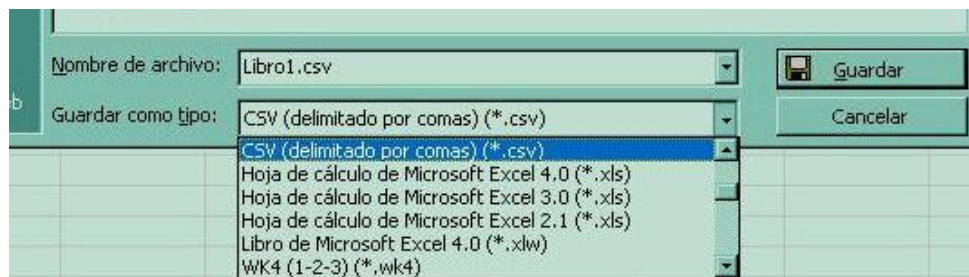 Nombre de archivo: Libro1.csv Guardar
eb
Guardar como tipo: CSV (delimitado por comas) (*.csv) Cancelar
CSV (delimitado por comas) (*.csv)
Hoja de cálculo de Microsoft Excel 4.0 (*.xls)
Hoja de cálculo de Microsoft Excel 3.0 (*.xls)
Hoja de cálculo de Microsoft Excel 2.1 (*.xls)
Libro de Microsoft Excel 4.0 (*.xlw)
WK4 (1-2-3) (*.wk4)